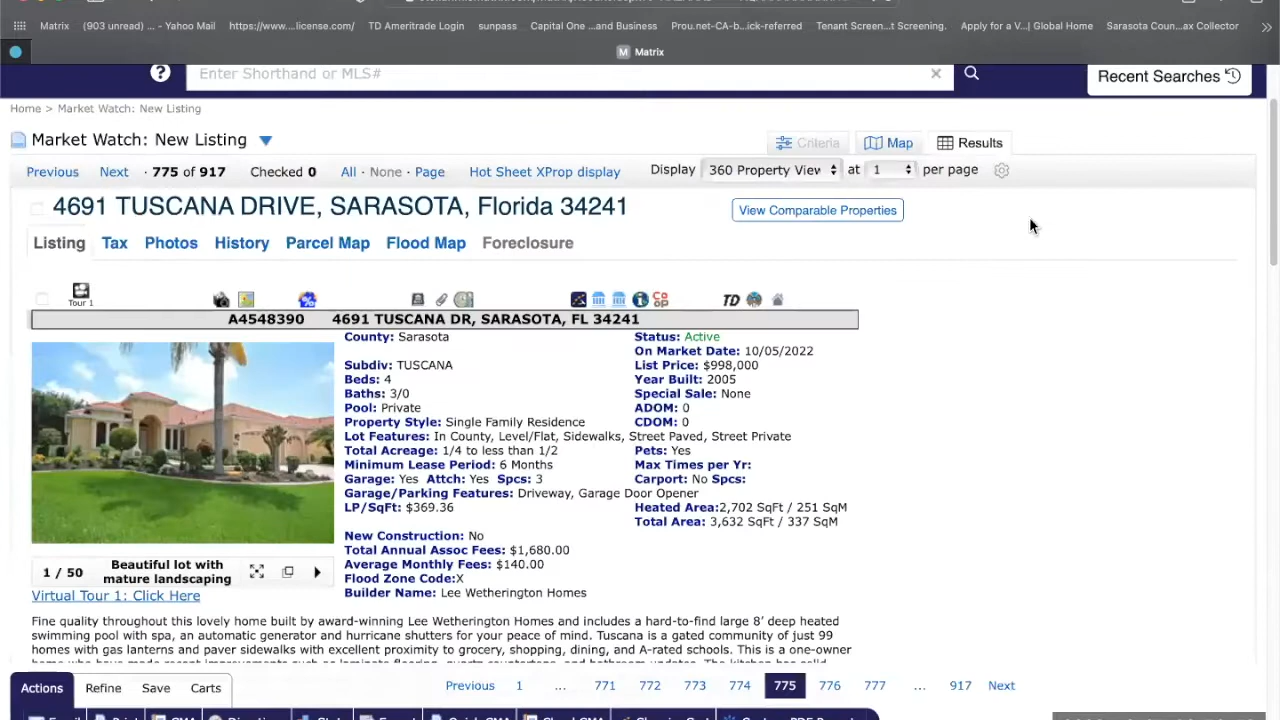 Matrix (903 unread) ... - Yahoo Mail https://www....license.com/ TD Ameritrade Login sunpass Capital One ...and Business Prou.net-CA-b...ick-referred Tenant Screen...t Screening. Apply for a V...| Global Home Sarasota Coun...ax Collector
M Matrix
? Enter Shorthand or MLS# Recent Searches
Home > Market Watch: New Listing
Market Watch: New Listing Criteria Map Results
Previous Next · 775 of 917 Checked 0 All · None · Page Hot Sheet XProp display Display 360 Property View at 1 per page
4691 TUSCANA DRIVE, SARASOTA, Florida 34241 View Comparable Properties
Listing Tax Photos History Parcel Map Flood Map Foreclosure
Tour 1 TD
A4548390 4691 TUSCANA DR, SARASOTA, FL 34241
County: Sarasota Status: Active
On Market Date: 10/05/2022
Subdiv: TUSCANA List Price: $998,000
Beds: 4 Year Built: 2005
Baths: 3/0 Special Sale: None
Pool: Private ADOM: 0
Property Style: Single Family Residence CDOM: 0
Lot Features: In County, Level/Flat, Sidewalks, Street Paved, Street Private
Total Acreage: 1/4 to less than 1/2 Pets: Yes
Minimum Lease Period: 6 Months Max Times per Yr:
Garage: Yes Attch: Yes Spcs: 3 Carport: No Spcs:
Garage/Parking Features: Driveway, Garage Door Opener
LP/SqFt: $369.36 Heated Area:2,702 SqFt / 251 SqM
Total Area: 3,632 SqFt / 337 SqM
New Construction: No
Total Annual Assoc Fees: $1,680.00
Average Monthly Fees: $140.00
Flood Zone Code:X
Builder Name: Lee Wetherington Homes
1 / 50 Beautiful lot with mature landscaping
Virtual Tour 1: Click Here
Fine quality throughout this lovely home built by award-winning Lee Wetherington Homes and includes a hard-to-find large 8' deep heated
swimming pool with spa, an automatic generator and hurricane shutters for your peace of mind. Tuscana is a gated community of just 99
homes with gas lanterns and paver sidewalks with excellent proximity to grocery, shopping, dining, and A-rated schools. This is a one-owner
Actions Refine Save Carts Previous 1 ... 771 772 773 774 775 776 777 ... 917 Next